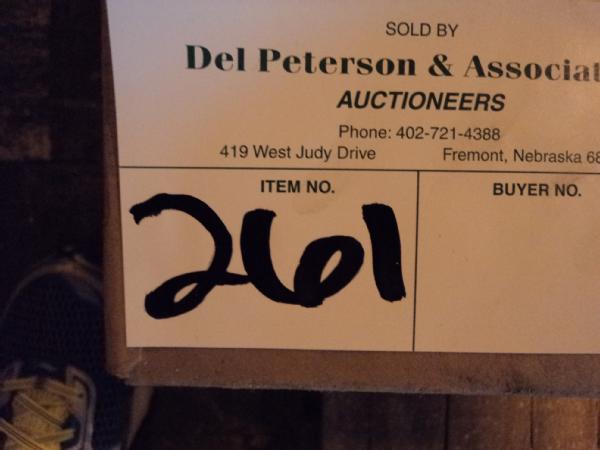 SOLD BY
Del Peterson & Associat
AUCTIONEERS
Phone: 402-721-4388
419 West Judy Drive Fremont, Nebraska 68
ITEM NO. BUYER NO.
261